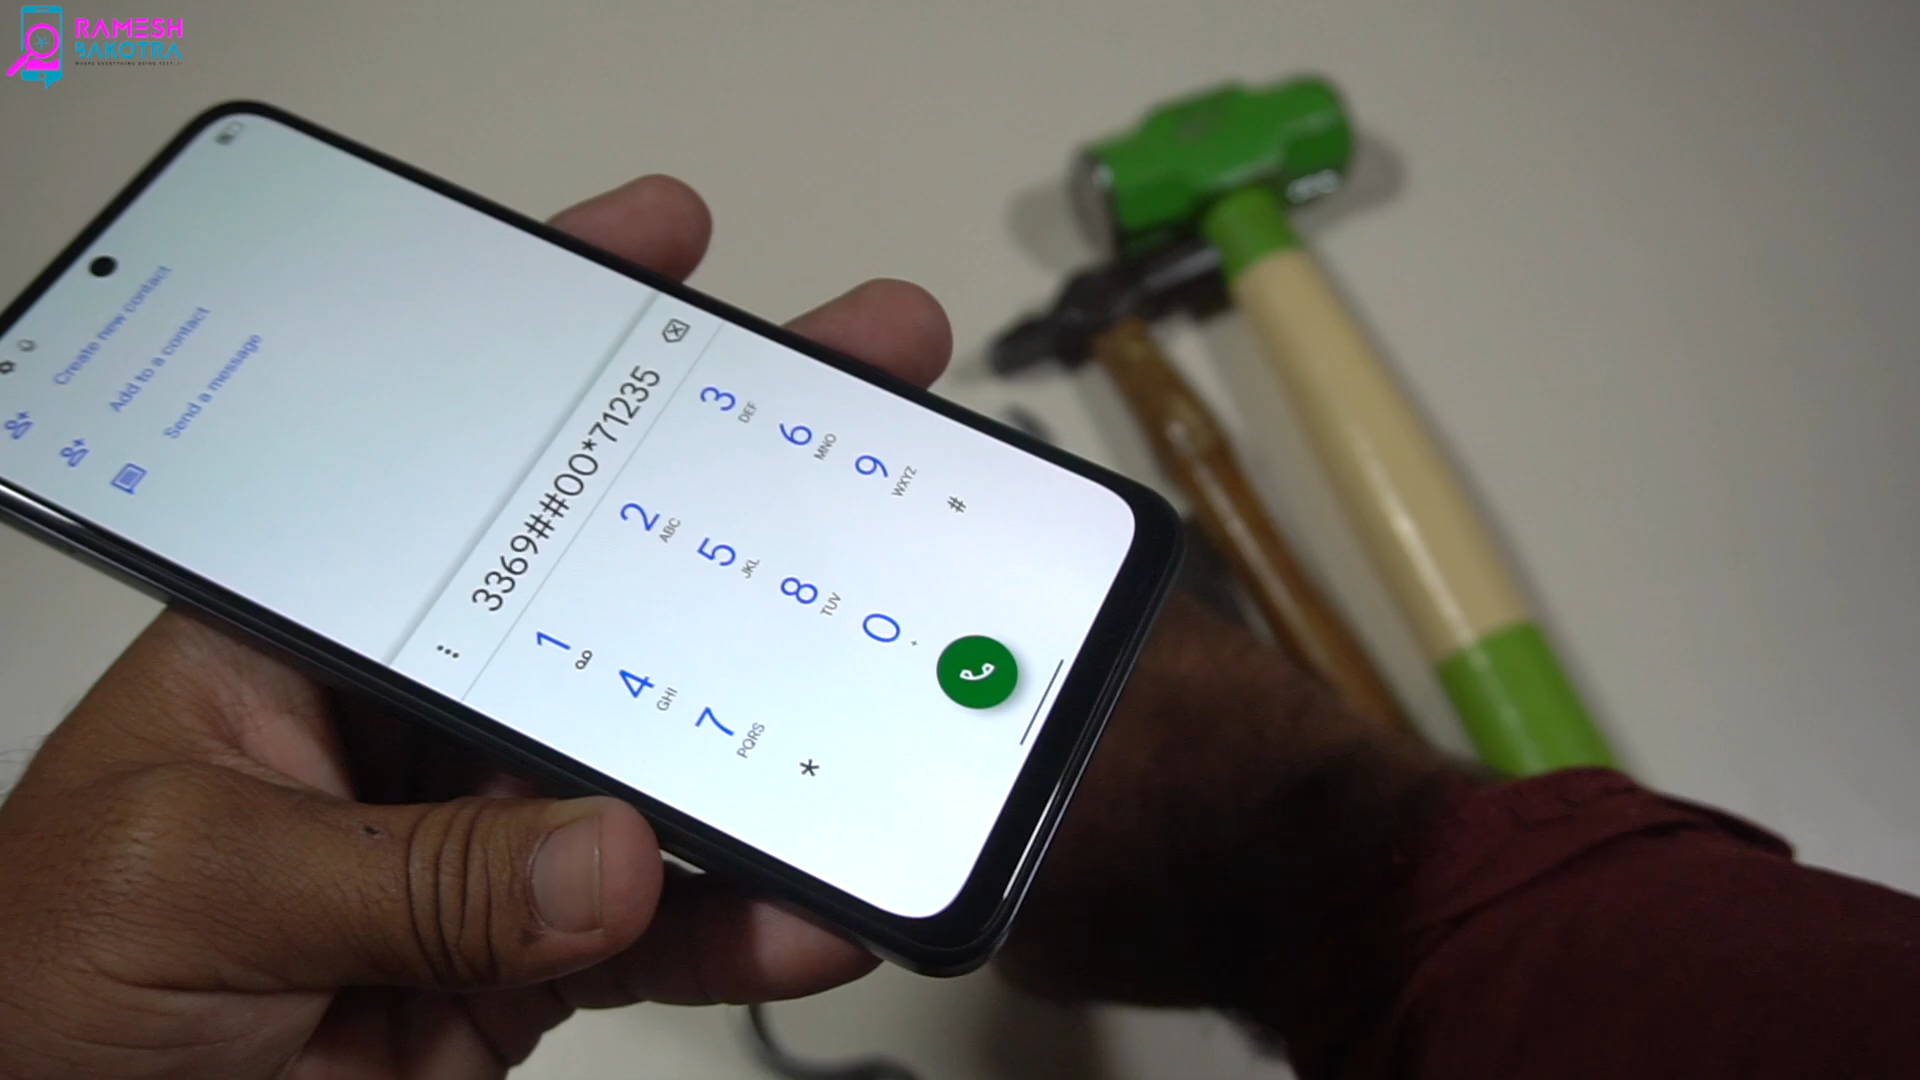 RAMESH
BAKOTRA
Create new contact
Add to a contact
Send a message
3369##00*71235
1
2 ABC
3 DEF
4 GHI
5 JKL
6 MNO
7 PQRS
8 TUV
9 WXYZ
*
0 +
#